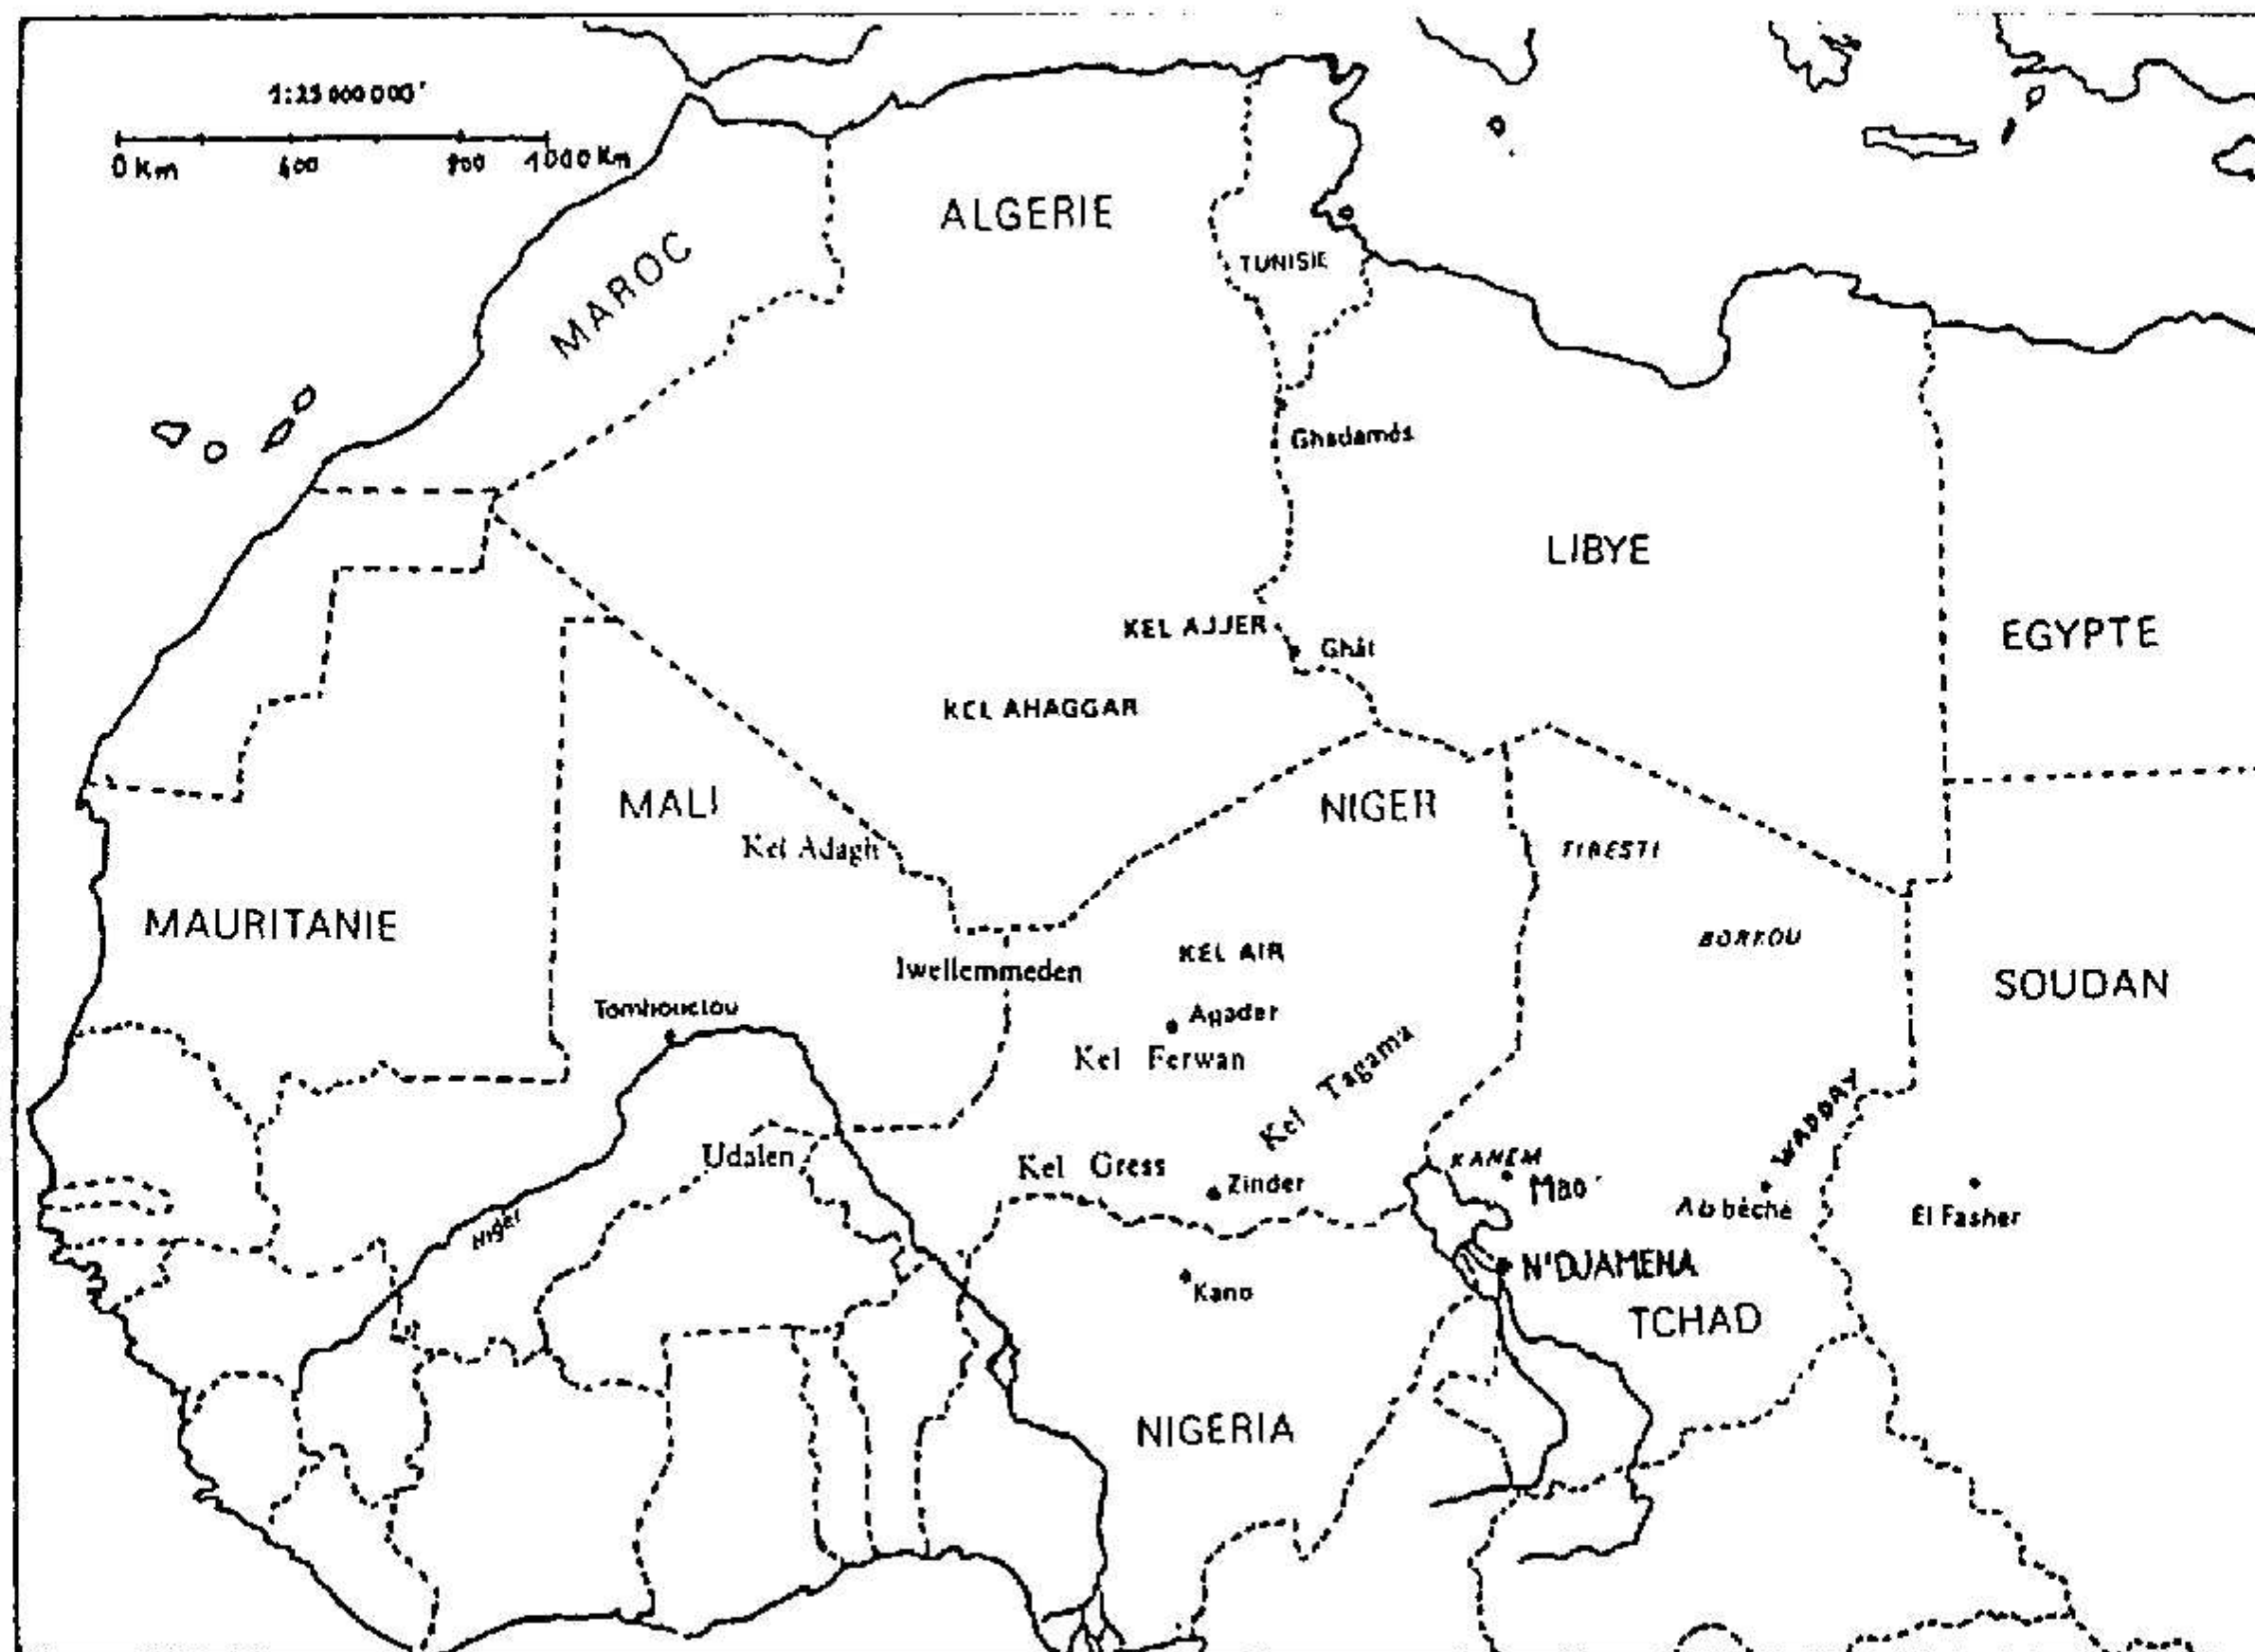 1:25 000 000
0 Km 400 800 1000 Km
ALGERIE
MAROC
TUNISIE
Ghadamés
LIBYE
EGYPTE
KEL AJJER
Ghât
KEL AHAGGAR
MALI
NIGER
Kel Adagh
TIBESTI
MAURITANIE
BORKOU
KEL AIR
Iwellemmeden
SOUDAN
Tombouctou
Agader
Kel Ferwan
Kel Tagama
WADDAY
Udalen
Kel Gress
KANEM
Zinder
Mao
Abbéché
El Fasher
Niger
N'DJAMENA
Kano
TCHAD
NIGERIA